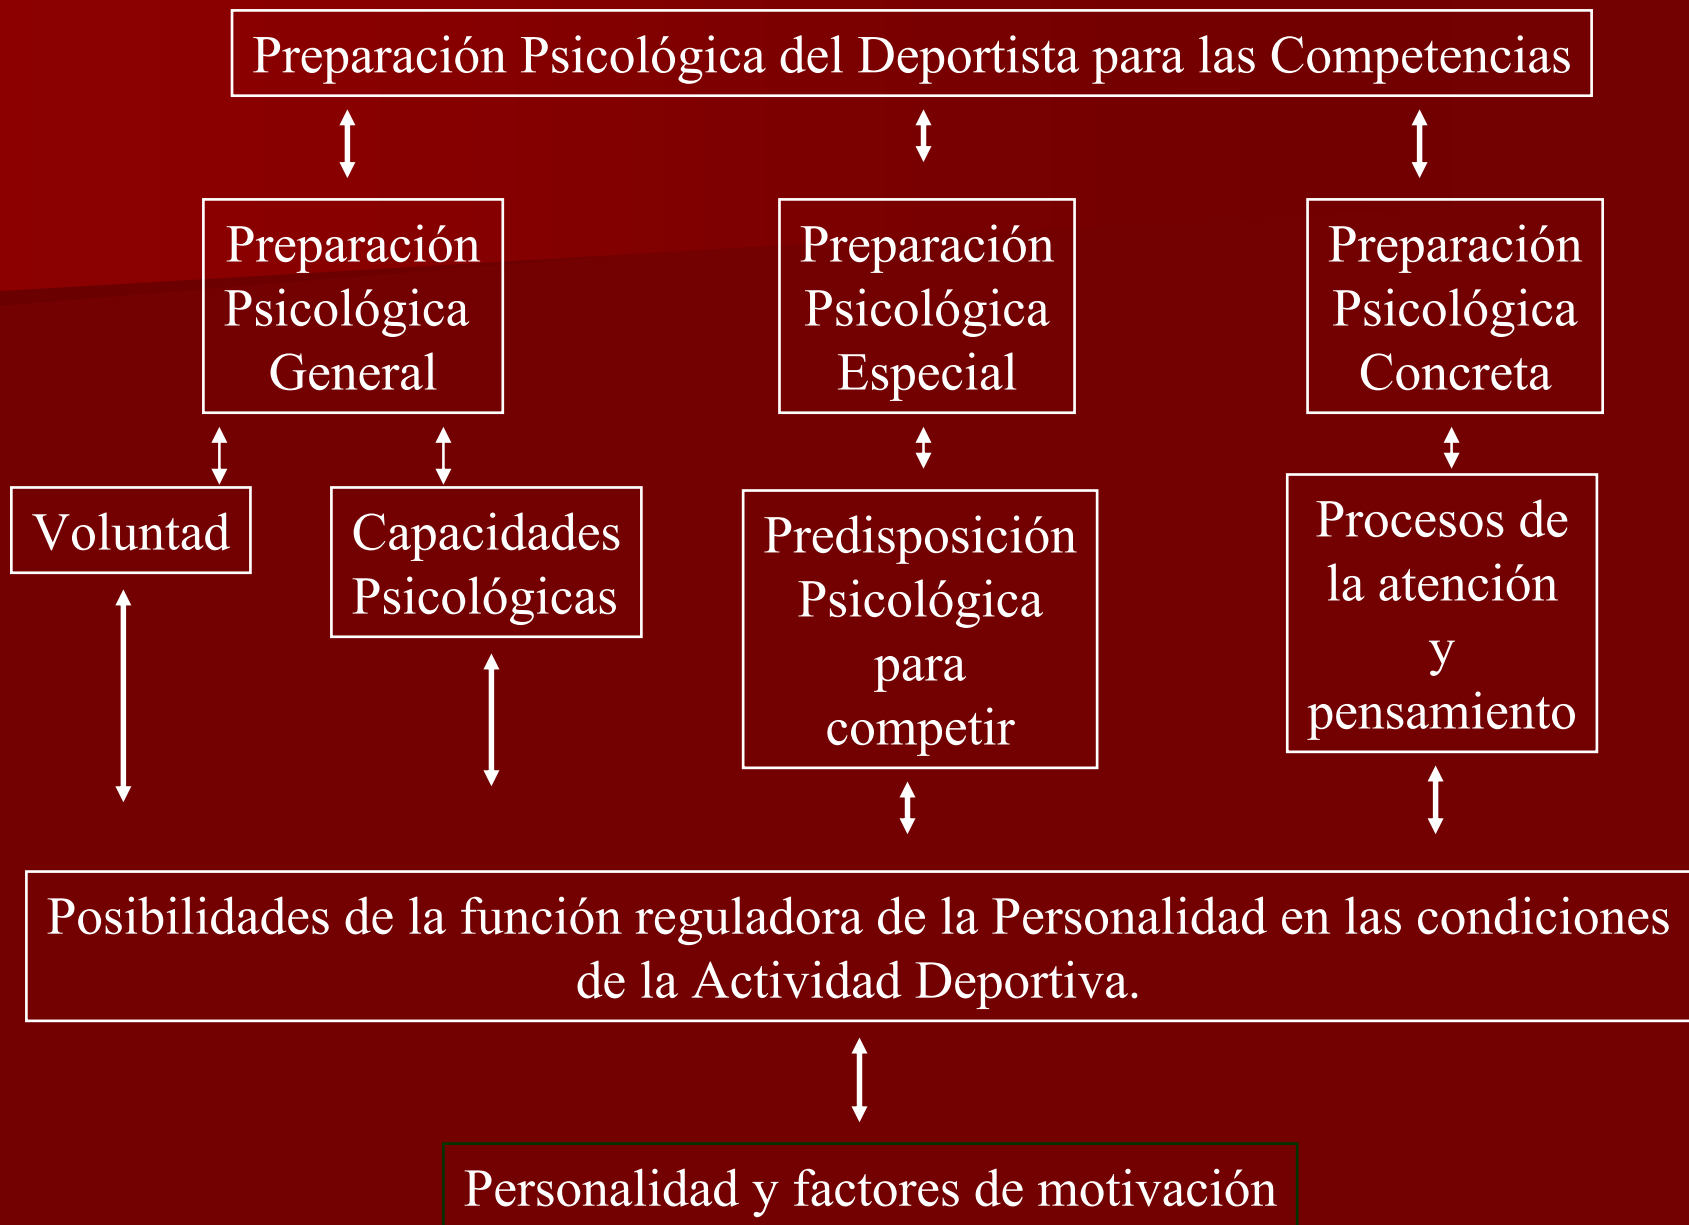 Preparación Psicológica del Deportista para las Competencias
Preparación
Psicológica
General
Preparación
Psicológica
Especial
Preparación
Psicológica
Concreta
Voluntad
Capacidades
Psicológicas
Predisposición
Psicológica
para
competir
Procesos de
la atención
y
pensamiento
Posibilidades de la función reguladora de la Personalidad en las condiciones
de la Actividad Deportiva.
Personalidad y factores de motivación